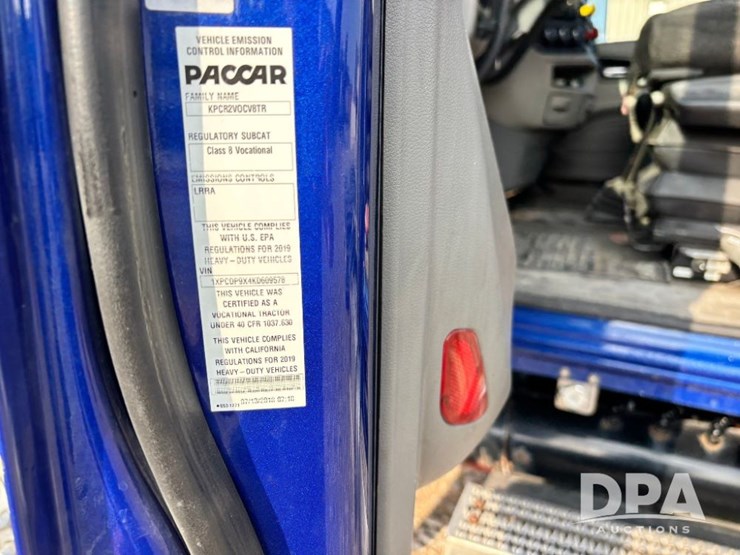 VEHICLE EMISSION
CONTROL INFORMATION
PACCAR
FAMILY NAME
KPCR2VOCV8TR
REGULATORY SUBCAT
Class 8 Vocational
EMISSIONS CONTROLS
LRRA
THIS VEHICLE COMPLIES
WITH U.S. EPA
REGULATIONS FOR 2019
HEAVY-DUTY VEHICLES
VIN
1XPCDP9X4KD609578
THIS VEHICLE WAS
CERTIFIED AS A
VOCATIONAL TRACTOR
UNDER 40 CFR 1037.630
THIS VEHICLE COMPLIES
WITH CALIFORNIA
REGULATIONS FOR 2019
HEAVY-DUTY VEHICLES
DPA
AUCTIONS